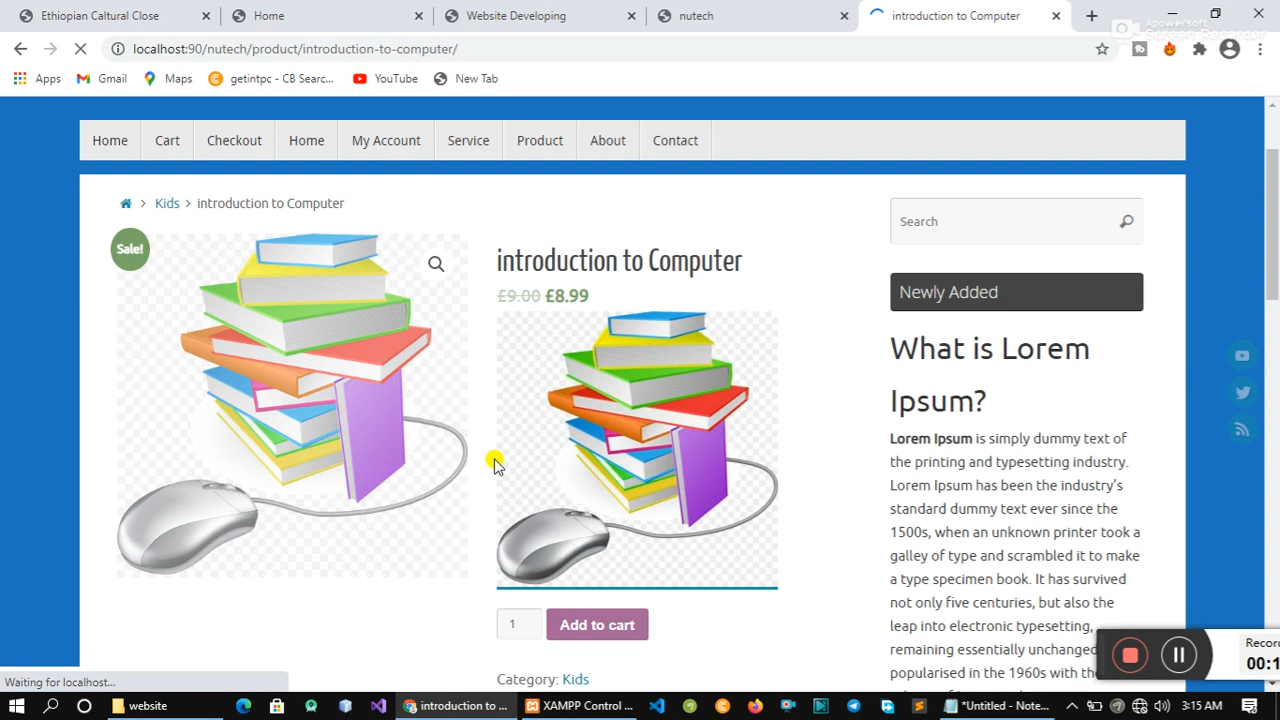 Ethiopian Caltural Close
Home
Website Developing
nutech
introduction to Computer
Apowersoft
Screen Recorder
localhost:90/nutech/product/introduction-to-computer/
Apps
Gmail
Maps
getintpc - CB Searc...
YouTube
New Tab
Home
Cart
Checkout
Home
My Account
Service
Product
About
Contact
Kids
introduction to Computer
Search
Sale!
introduction to Computer
£9.00 £8.99
Newly Added
What is Lorem
Ipsum?
Lorem Ipsum is simply dummy text of
the printing and typesetting industry.
Lorem Ipsum has been the industry's
standard dummy text ever since the
1500s, when an unknown printer took a
galley of type and scrambled it to make
a type specimen book. It has survived
not only five centuries, but also the
leap into electronic typesetting,
remaining essentially unchanged
popularised in the 1960s with the
1
Add to cart
Category: Kids
Recor
00:1
Waiting for localhost...
website
introduction to ...
XAMPP Control ...
*Untitled - Note...
3:15 AM